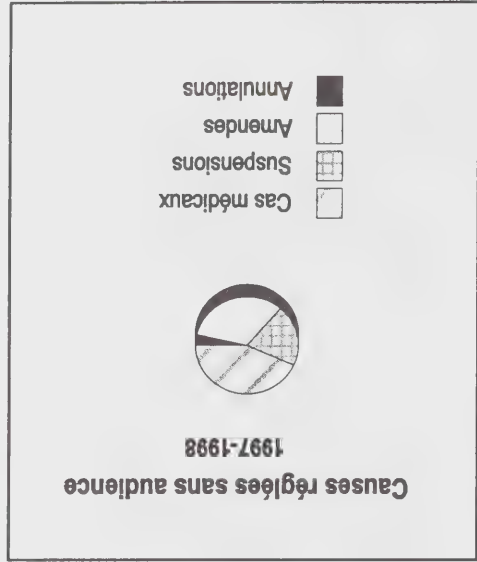 Causes réglées sans audience
1997-1998
Cas médicaux
Suspensions
Amendes
Annulations